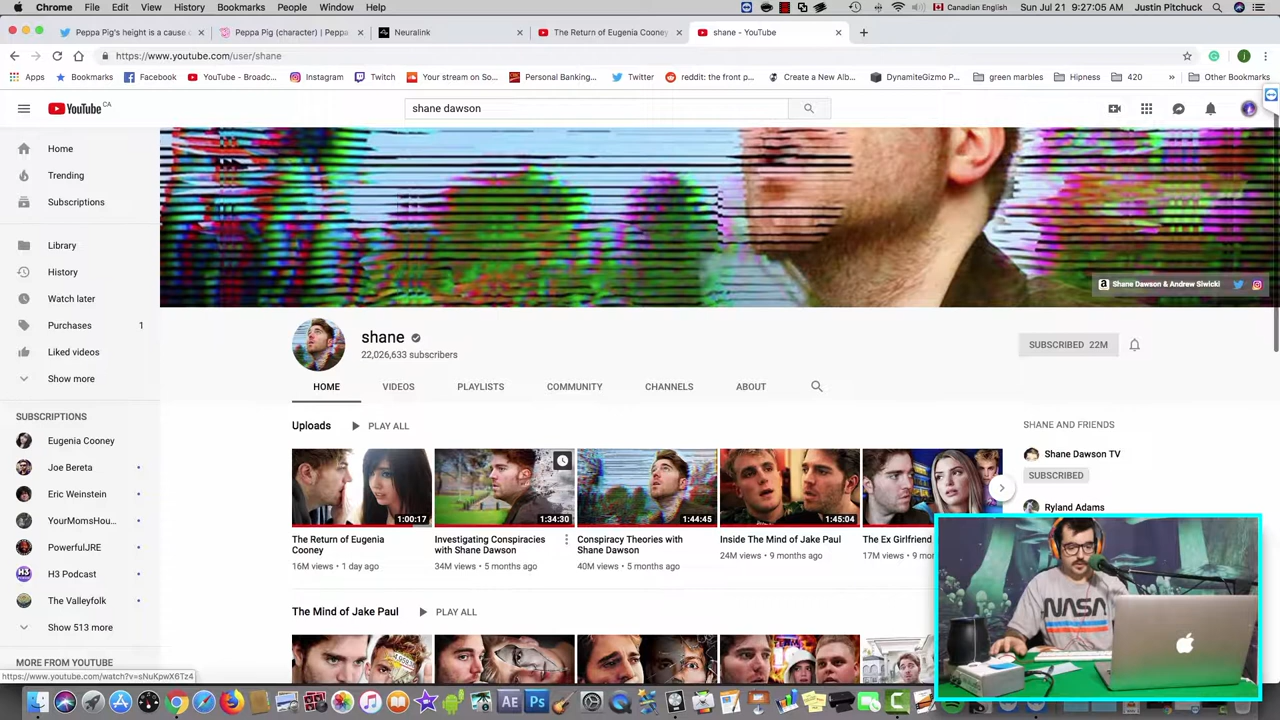 Chrome File Edit View History Bookmarks People Window Help Canadian English Sun Jul 21 9:27:05 AM Justin Pitchuck
Peppa Pig's height is a cause c
Peppa Pig (character) | Peppa
Neuralink
The Return of Eugenia Cooney
shane - YouTube
https://www.youtube.com/user/shane
Apps Bookmarks Facebook YouTube - Broadc... Instagram Twitch Your stream on So... Personal Banking... Twitter reddit: the front p... Create a New Alb... DynamiteGizmo P... green marbles Hipness 420 » Other Bookmarks
YouTube CA
shane dawson
Home
Trending
Subscriptions
Library
History
Watch later
Purchases 1
Liked videos
Show more
SUBSCRIPTIONS
Eugenia Cooney
Joe Bereta
Eric Weinstein
YourMomsHou...
PowerfulJRE
H3 Podcast
The Valleyfolk
Show 513 more
MORE FROM YOUTUBE
https://www.youtube.com/watch?v=sNuKpwX6Tz4
Shane Dawson & Andrew Siwicki
shane
22,026,633 subscribers
SUBSCRIBED 22M
HOME VIDEOS PLAYLISTS COMMUNITY CHANNELS ABOUT
Uploads PLAY ALL
1:00:17
1:34:30
1:44:45
1:45:04
The Return of Eugenia
Cooney
16M views • 1 day ago
Investigating Conspiracies
with Shane Dawson
34M views • 5 months ago
Conspiracy Theories with
Shane Dawson
40M views • 5 months ago
Inside The Mind of Jake Paul
24M views • 9 months ago
The Ex Girlfriend
17M views • 9 mon
The Mind of Jake Paul PLAY ALL
SHANE AND FRIENDS
Shane Dawson TV
SUBSCRIBED
Ryland Adams
NASA
Ae
Ps